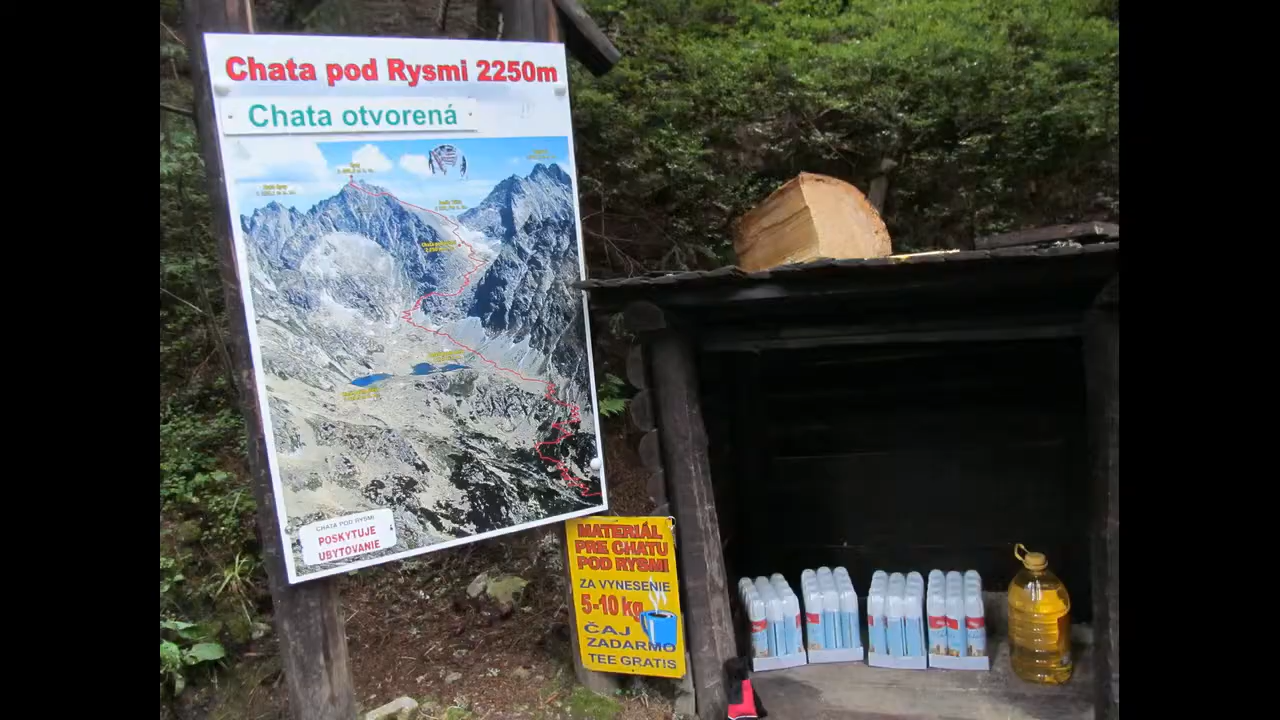 Chata pod Rysmi 2250m
Chata otvorená
CHATA POD RYSMI
POSKYTUJE
UBYTOVANIE
MATERIÁL
PRE CHATU
POD RYSMI
ZA VYNESENIE
5-10 kg
ČAJ
ZADARMO
TEE GRATIS